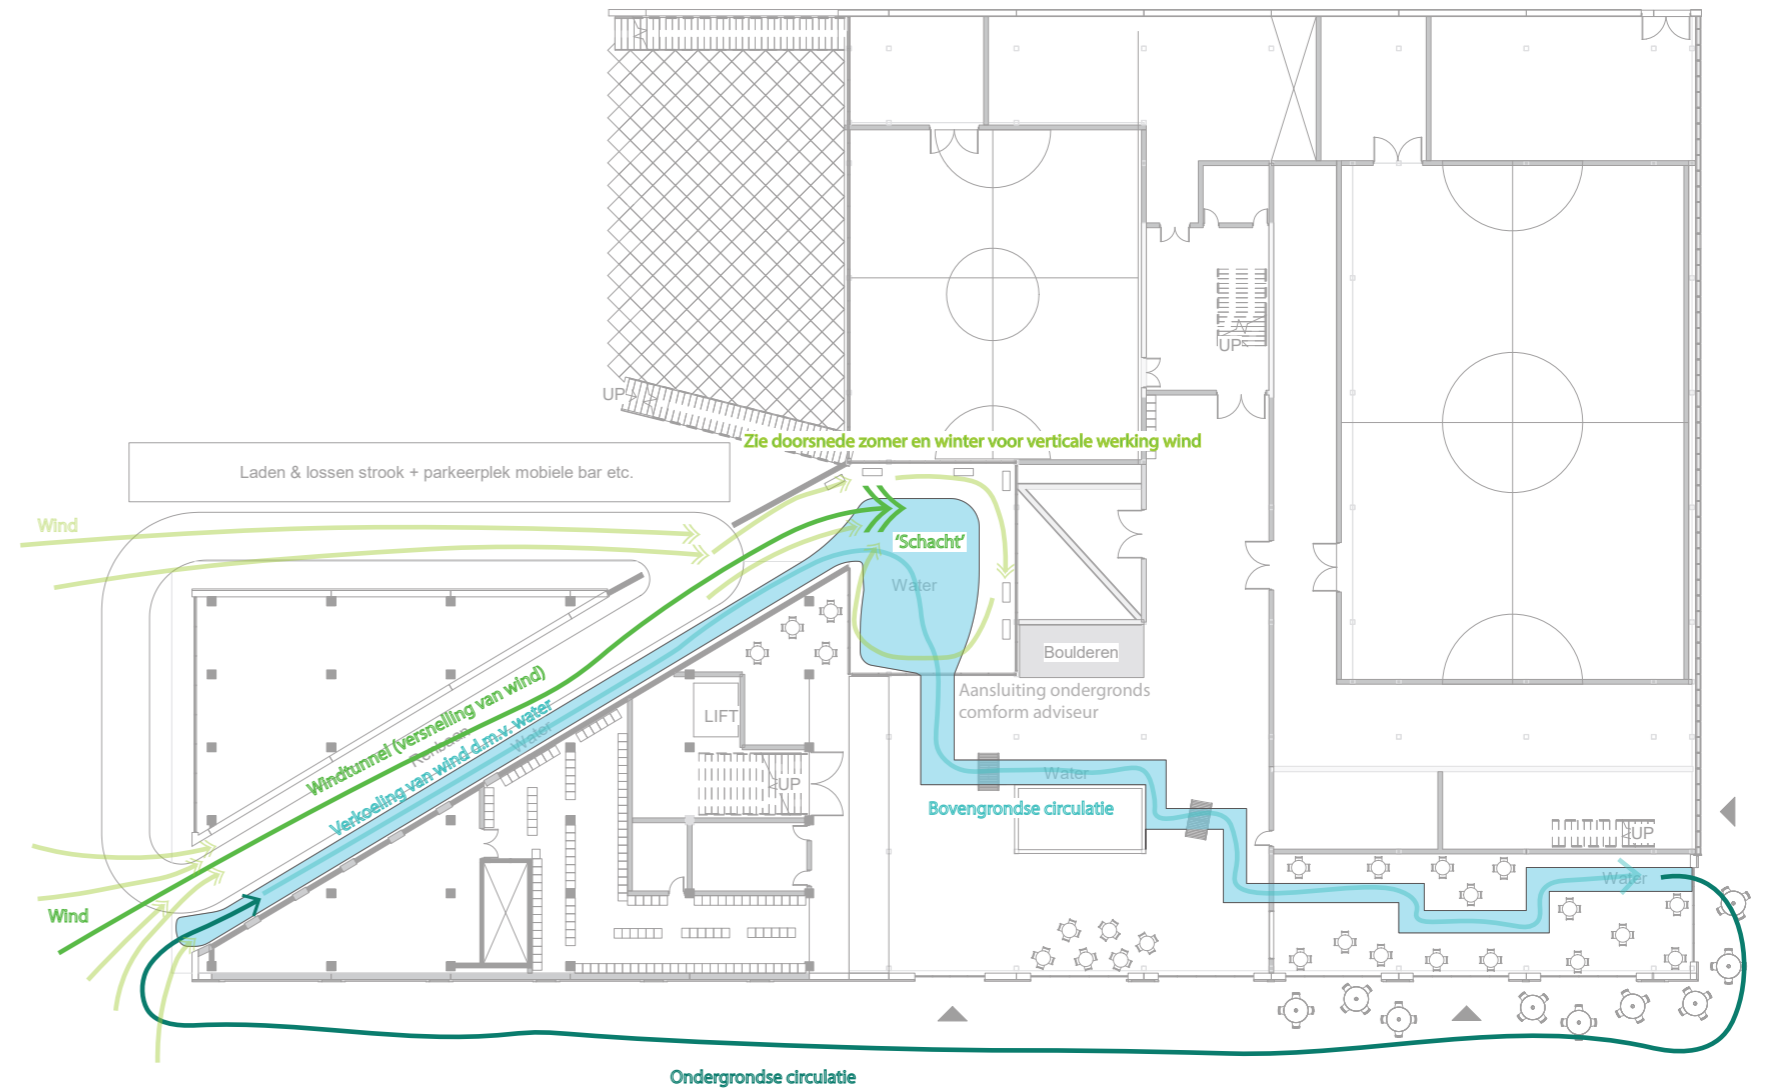 UP
Zie doorsnede zomer en winter voor verticale werking wind
Laden & lossen strook + parkeerplek mobiele bar etc.
Wind
'Schacht'
Water
UP
Boulderen
Aansluiting ondergronds
comform adviseur
Windtunnel (versnelling van wind)
Renbaan
Verkoeling van wind d.m.v. water
Water
LIFT
UP
Water
Bovengrondse circulatie
UP
Water
Wind
Ondergrondse circulatie